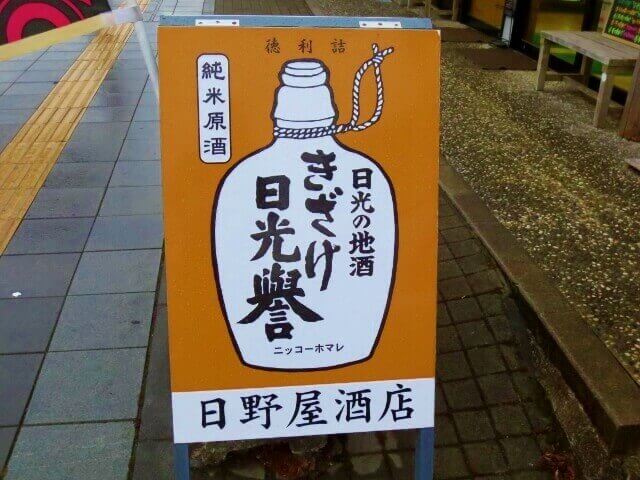 徳利詰
純米原酒
日光の地酒
きざけ
日光譽
ニッコーホマレ
日野屋酒店